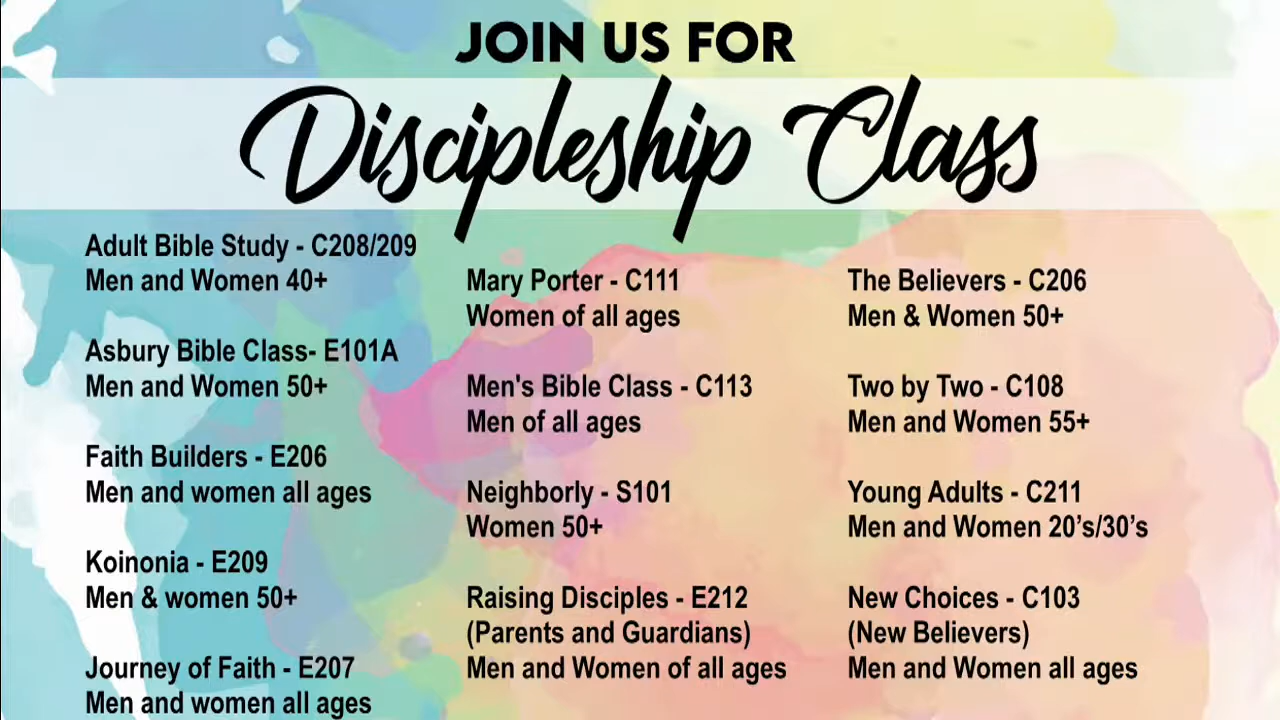 JOIN US FOR
Discipleship Class
Adult Bible Study - C208/209
Men and Women 40+
Asbury Bible Class- E101A
Men and Women 50+
Faith Builders - E206
Men and women all ages
Koinonia - E209
Men & women 50+
Journey of Faith - E207
Men and women all ages
Mary Porter - C111
Women of all ages
Men's Bible Class - C113
Men of all ages
Neighborly - S101
Women 50+
Raising Disciples - E212
(Parents and Guardians)
Men and Women of all ages
The Believers - C206
Men & Women 50+
Two by Two - C108
Men and Women 55+
Young Adults - C211
Men and Women 20’s/30’s
New Choices - C103
(New Believers)
Men and Women all ages